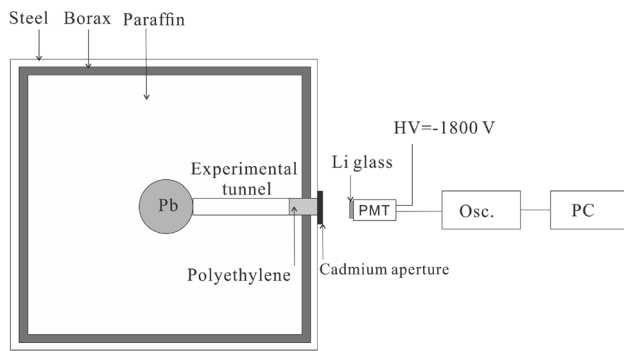 Steel Borax Paraffin
HV=-1800 V
Experimental
tunnel
Li glass
Pb
PMT
Osc.
PC
Polyethylene
Cadmium aperture